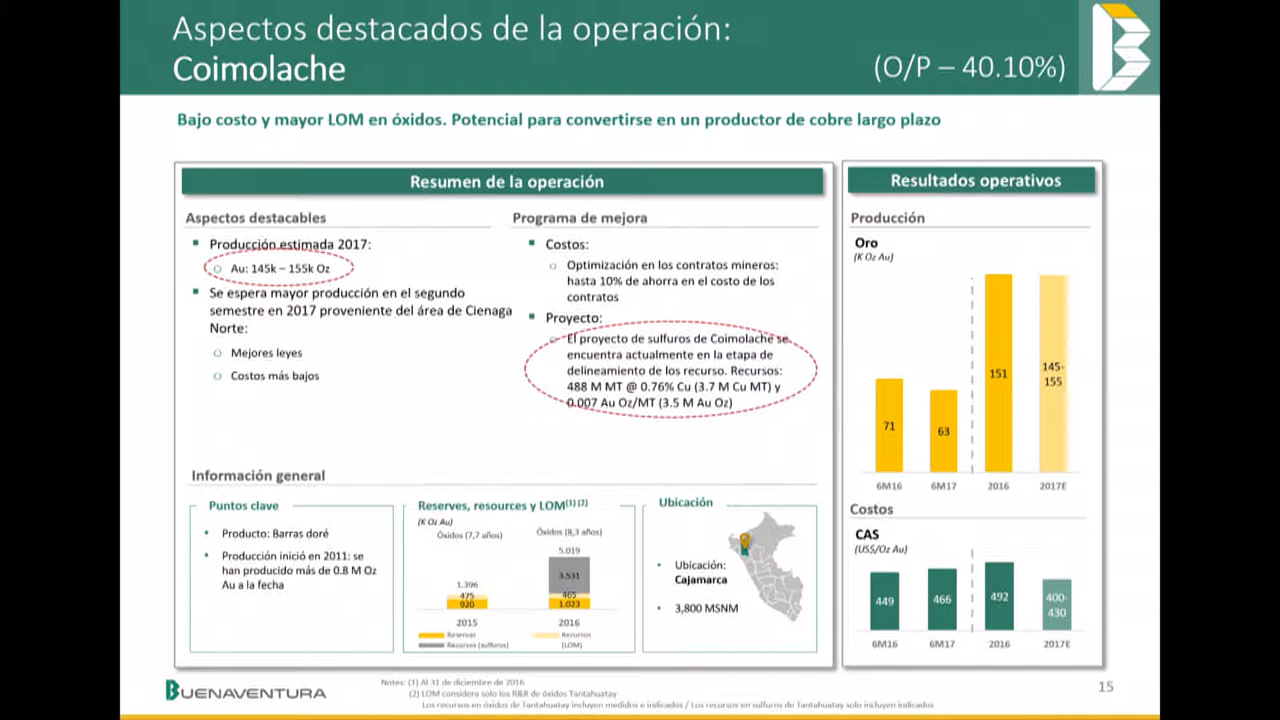 Aspectos destacados de la operación:
Coimolache
(O/P – 40.10%)
Bajo costo y mayor LOM en óxidos. Potencial para convertirse en un productor de cobre largo plazo
Resumen de la operación
Aspectos destacables
Producción estimada 2017:
Au: 145k – 155k Oz
Se espera mayor producción en el segundo
semestre en 2017 proveniente del área de Cienaga
Norte:
Mejores leyes
Costos más bajos
Programa de mejora
Costos:
Optimización en los contratos mineros:
hasta 10% de ahorra en el costo de los
contratos
Proyecto:
El proyecto de sulfuros de Coimolache se
encuentra actualmente en la etapa de
delineamiento de los recurso. Recursos:
488 M MT @ 0.76% Cu (3.7 M Cu MT) y
0.007 Au Oz/MT (3.5 M Au Oz)
Información general
Puntos clave
Producto: Barras doré
Producción inició en 2011: se
han producido más de 0.8 M Oz
Au a la fecha
Reserves, resources y LOM(1) (2)
(K Oz Au)
Óxidos (7,7 años)
Óxidos (8,3 años)
1.396
475
920
5.019
3.531
465
1.023
2015
2016
Reservas
Recursos
Recursos (sulfuros)
(LOM)
Ubicación
Ubicación:
Cajamarca
3,800 MSNM
Resultados operativos
Producción
Oro
(K Oz Au)
71
63
151
145-
155
6M16
6M17
2016
2017E
Costos
CAS
(US$/Oz Au)
449
466
492
400-
430
6M16
6M17
2016
2017E
BUENAVENTURA
Notes: (1) Al 31 de diciembre de 2016
(2) LOM considera solo los R&R de óxidos Tantahuatay
Los recursos en óxidos de Tantahuatay incluyen medidos e indicados / Los recursos en sulfuros de Tantahuatay solo incluyen indicados
15